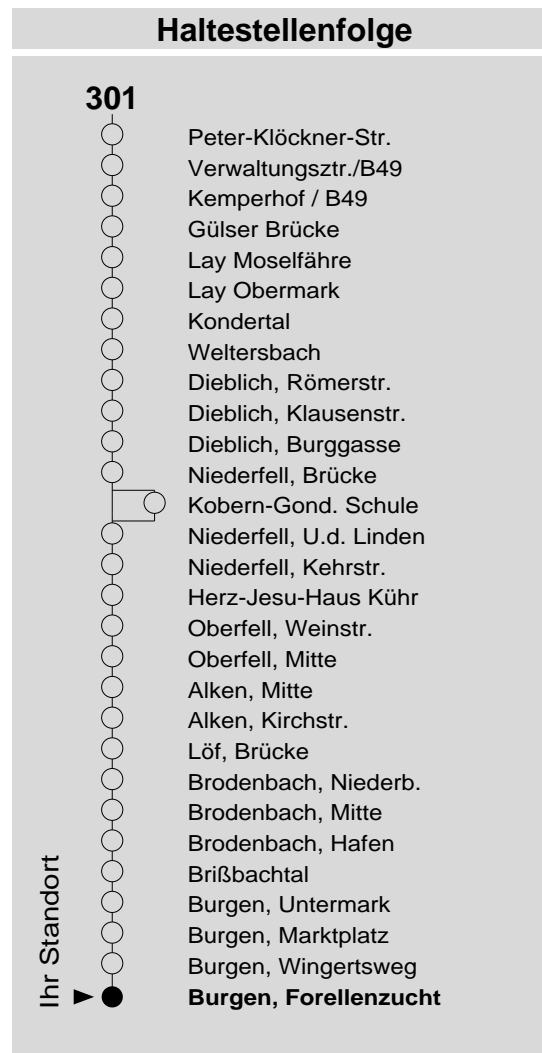 Haltestellenfolge
301
Peter-Klöckner-Str.
Verwaltungsztr./B49
Kemperhof / B49
Gülser Brücke
Lay Moselfähre
Lay Obermark
Kondertal
Weltersbach
Dieblich, Römerstr.
Dieblich, Klausenstr.
Dieblich, Burggasse
Niederfell, Brücke
Kobern-Gond. Schule
Niederfell, U.d. Linden
Niederfell, Kehrstr.
Herz-Jesu-Haus Kühr
Oberfell, Weinstr.
Oberfell, Mitte
Alken, Mitte
Alken, Kirchstr.
Löf, Brücke
Brodenbach, Niederb.
Brodenbach, Mitte
Brodenbach, Hafen
Brißbachtal
Burgen, Untermark
Burgen, Marktplatz
Burgen, Wingertsweg
Burgen, Forellenzucht
Ihr Standort